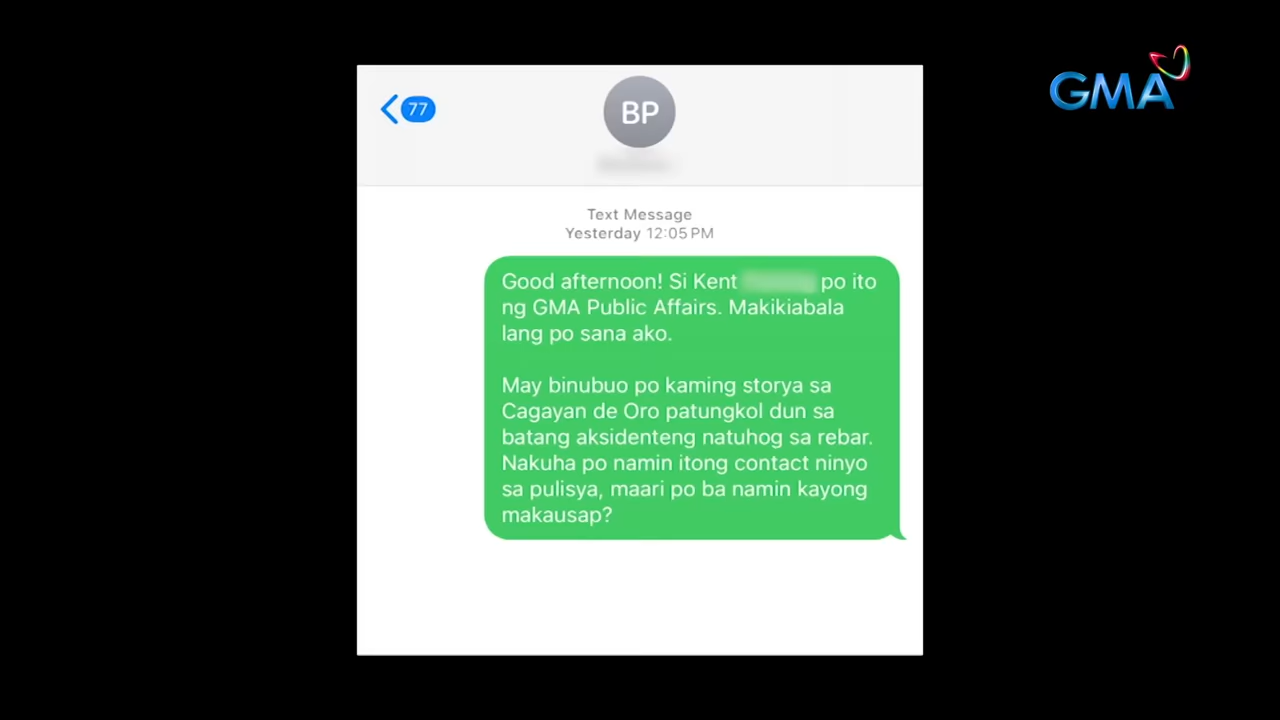 GMA
77
BP
Text Message
Yesterday 12:05 PM
Good afternoon! Si Kent po ito
ng GMA Public Affairs. Makikiabala
lang po sana ako.
May binubuo po kaming storya sa
Cagayan de Oro patungkol dun sa
batang aksidenteng natuhog sa rebar.
Nakuha po namin itong contact ninyo
sa pulisya, maari po ba namin kayong
makausap?